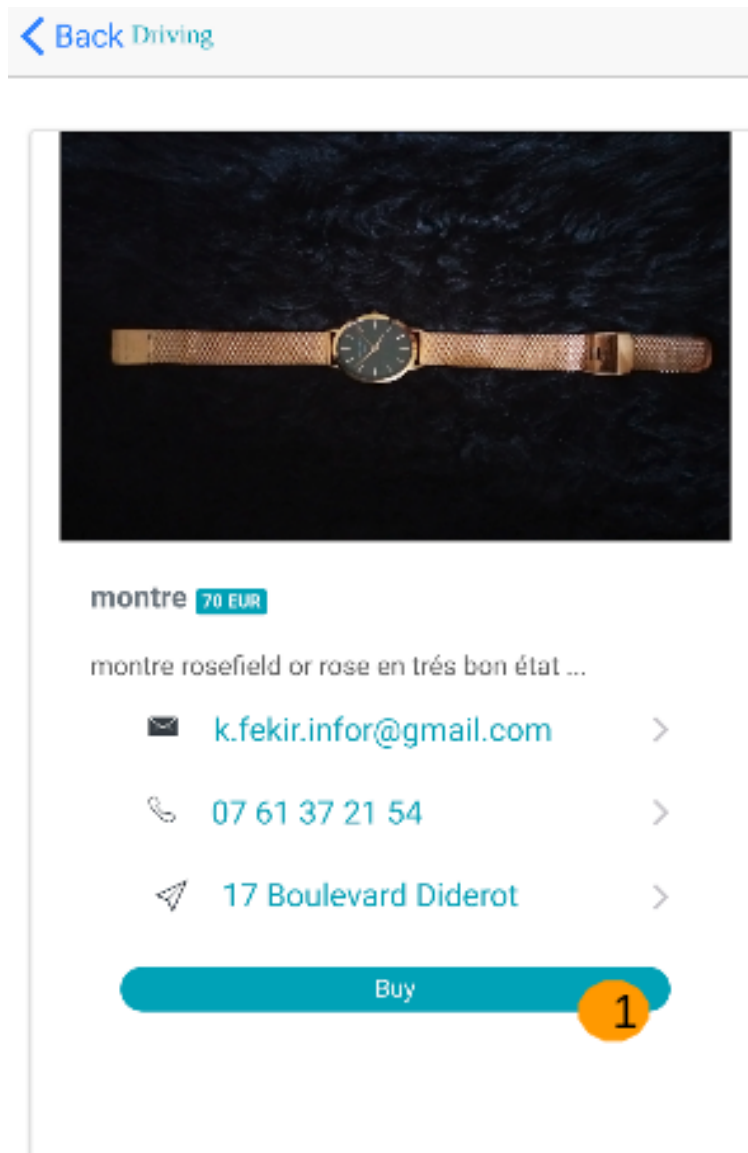 Back Driving
montre 70 EUR
montre rosefield or rose en trés bon état ...
k.fekir.infor@gmail.com
07 61 37 21 54
17 Boulevard Diderot
Buy
1